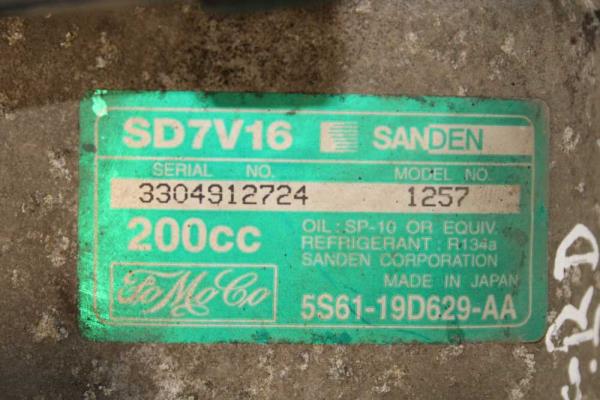 SD7V16 SANDEN
SERIAL NO. MODEL NO.
3304912724 1257
200cc OIL : SP-10 OR EQUIV.
REFRIGERANT : R134a
SANDEN CORPORATION
MADE IN JAPAN
FoMoCo 5S61-19D629-AA